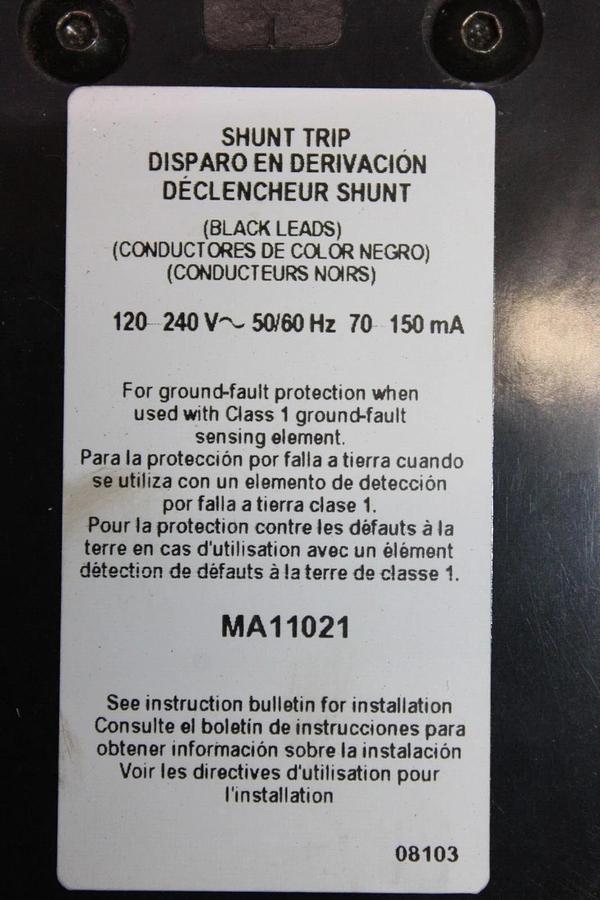 SHUNT TRIP
DISPARO EN DERIVACIÓN
DÉCLENCHEUR SHUNT
(BLACK LEADS)
(CONDUCTORES DE COLOR NEGRO)
(CONDUCTEURS NOIRS)
120 240 V~ 50/60 Hz 70 150 mA
For ground-fault protection when
used with Class 1 ground-fault
sensing element.
Para la protección por falla a tierra cuando
se utiliza con un elemento de detección
por falla a tierra clase 1.
Pour la protection contre les défauts à la
terre en cas d'utilisation avec un élément
détection de défauts à la terre de classe 1.
MA11021
See instruction bulletin for installation
Consulte el boletín de instrucciones para
obtener información sobre la instalación
Voir les directives d'utilisation pour
l'installation
08103